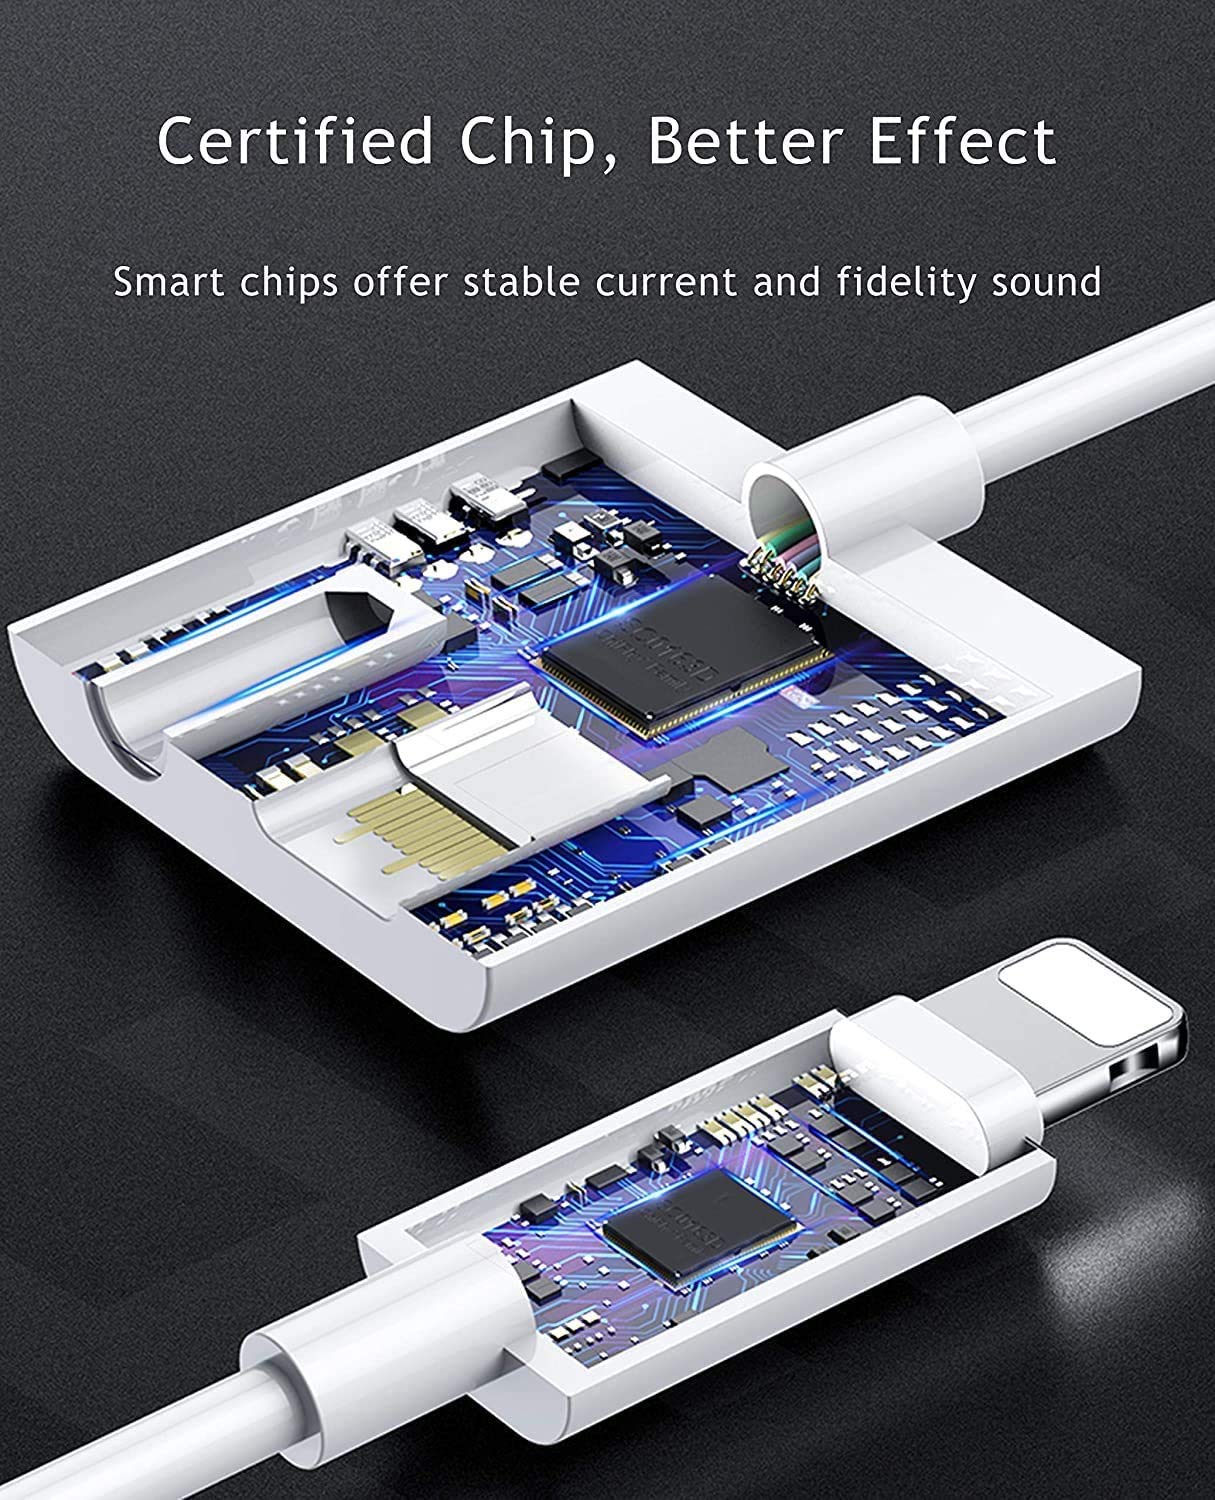 Certified Chip, Better Effect
Smart chips offer stable current and fidelity sound